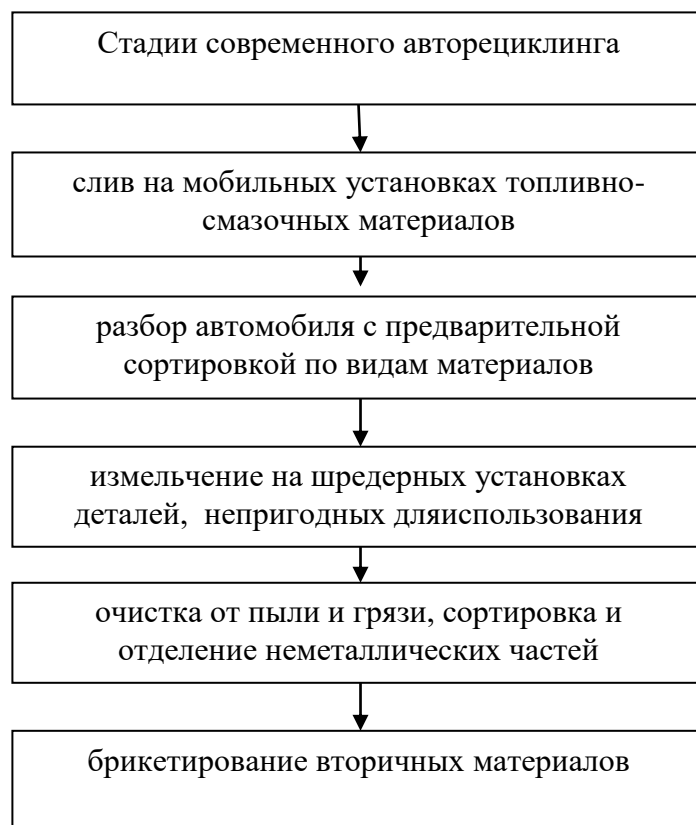 Стадии современного авторециклинга
слив на мобильных установках топливно-
смазочных материалов
разбор автомобиля с предварительной
сортировкой по видам материалов
измельчение на шредерных установках
деталей, непригодных дляиспользования
очистка от пыли и грязи, сортировка и
отделение неметаллических частей
брикетирование вторичных материалов